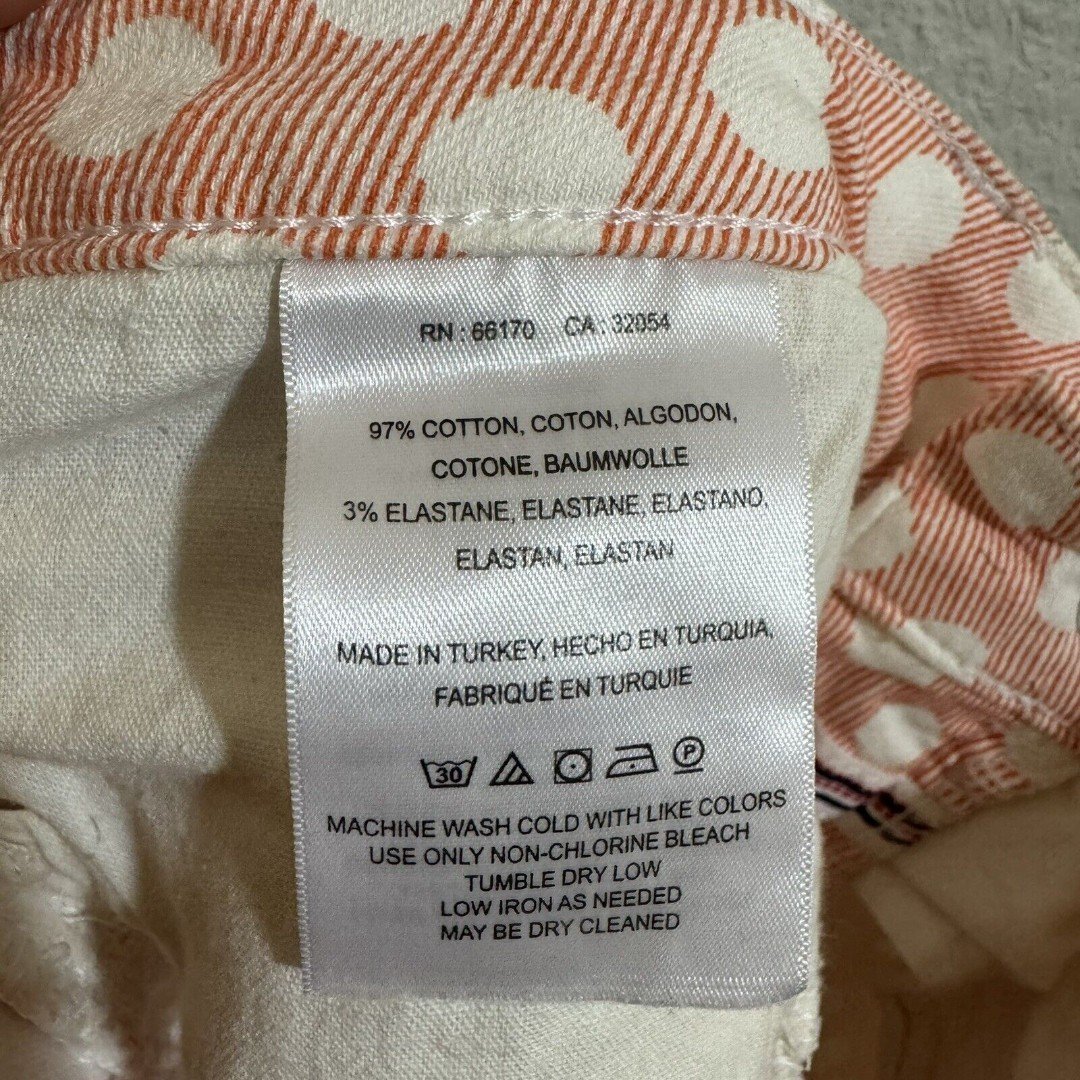 RN : 66170 CA : 32054
97% COTTON, COTON, ALGODON,
COTONE, BAUMWOLLE
3% ELASTANE, ELASTANE, ELASTANO,
ELASTAN, ELASTAN
MADE IN TURKEY, HECHO EN TURQUIA,
FABRIQUÉ EN TURQUIE
30 P
MACHINE WASH COLD WITH LIKE COLORS
USE ONLY NON-CHLORINE BLEACH
TUMBLE DRY LOW
LOW IRON AS NEEDED
MAY BE DRY CLEANED